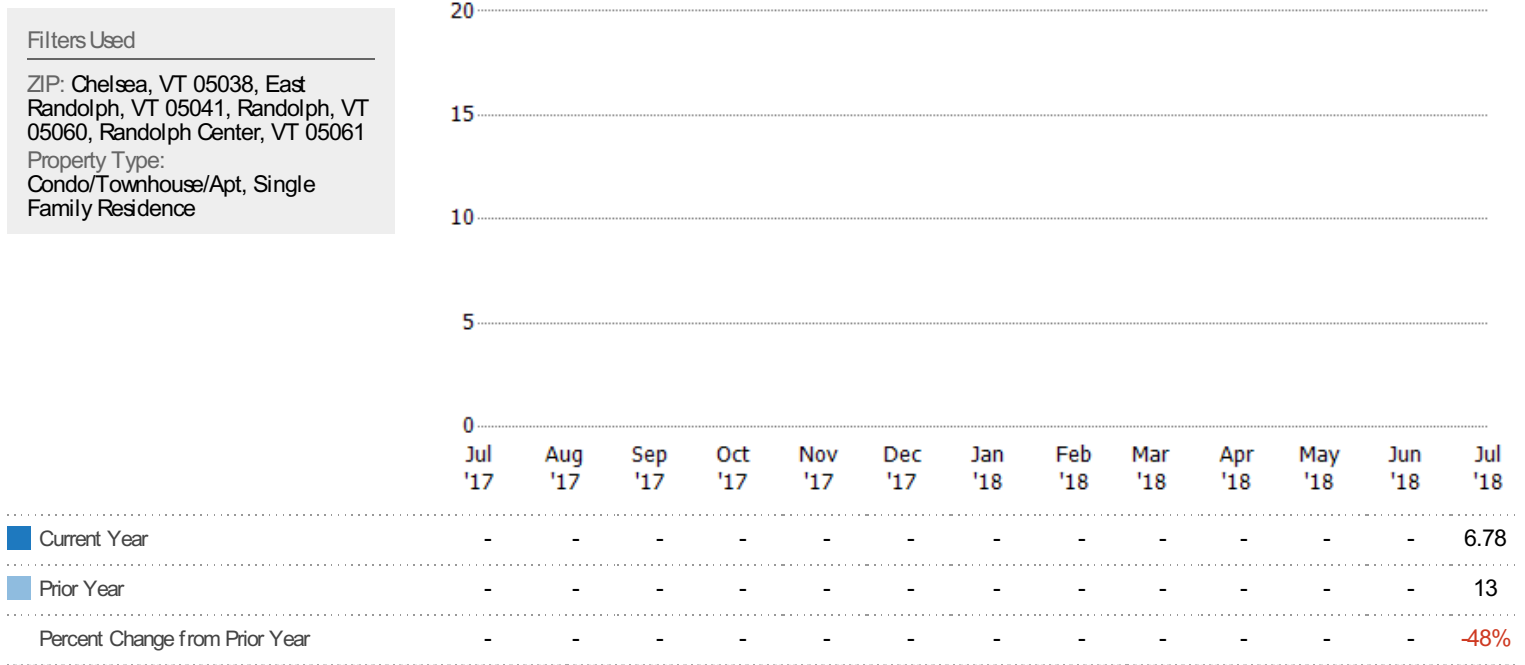 Filters Used
ZIP: Chelsea, VT 05038, East
Randolph, VT 05041, Randolph, VT
05060, Randolph Center, VT 05061
Property Type:
Condo/Townhouse/Apt, Single
Family Residence
20
15
10
5
0
Jul Aug Sep Oct Nov Dec Jan Feb Mar Apr May Jun Jul
'17 '17 '17 '17 '17 '17 '18 '18 '18 '18 '18 '18 '18
Current Year - - - - - - - - - - - - 6.78
Prior Year - - - - - - - - - - - - 13
Percent Change from Prior Year - - - - - - - - - - - - -48%